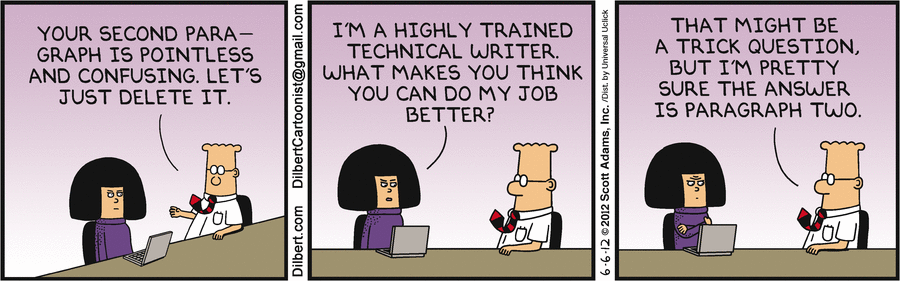 YOUR SECOND PARA-
GRAPH IS POINTLESS
AND CONFUSING. LET'S
JUST DELETE IT.
DilbertCartoonist@gmail.com
Dilbert.com
I'M A HIGHLY TRAINED
TECHNICAL WRITER.
WHAT MAKES YOU THINK
YOU CAN DO MY JOB
BETTER?
6-6-12 © 2012 Scott Adams, Inc. /Dist. by Universal Uclick
THAT MIGHT BE
A TRICK QUESTION,
BUT I'M PRETTY
SURE THE ANSWER
IS PARAGRAPH TWO.